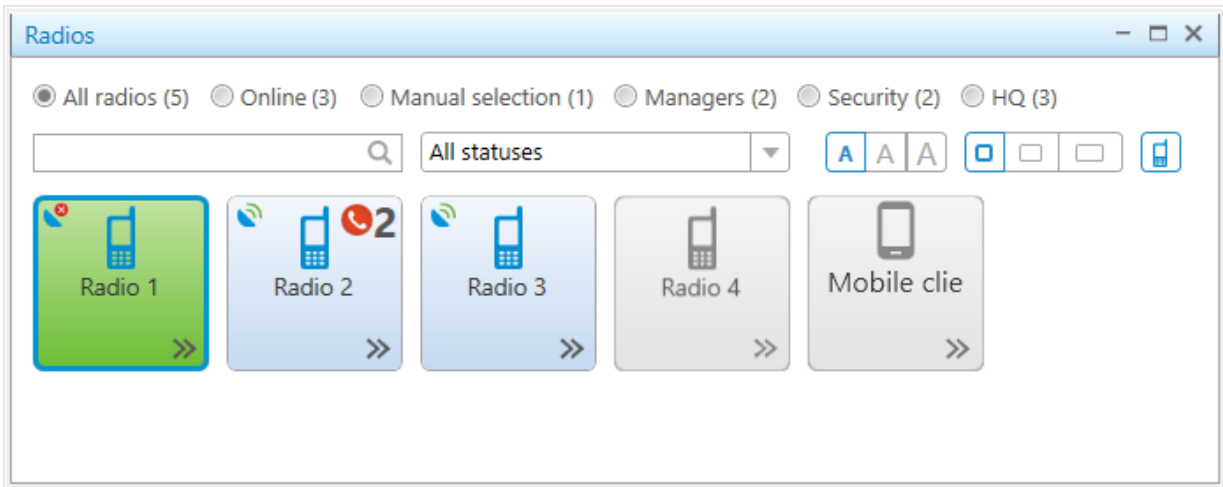 Radios
All radios (5) Online (3) Manual selection (1) Managers (2) Security (2) HQ (3)
All statuses A A A
2
Radio 1 Radio 2 Radio 3 Radio 4 Mobile clie